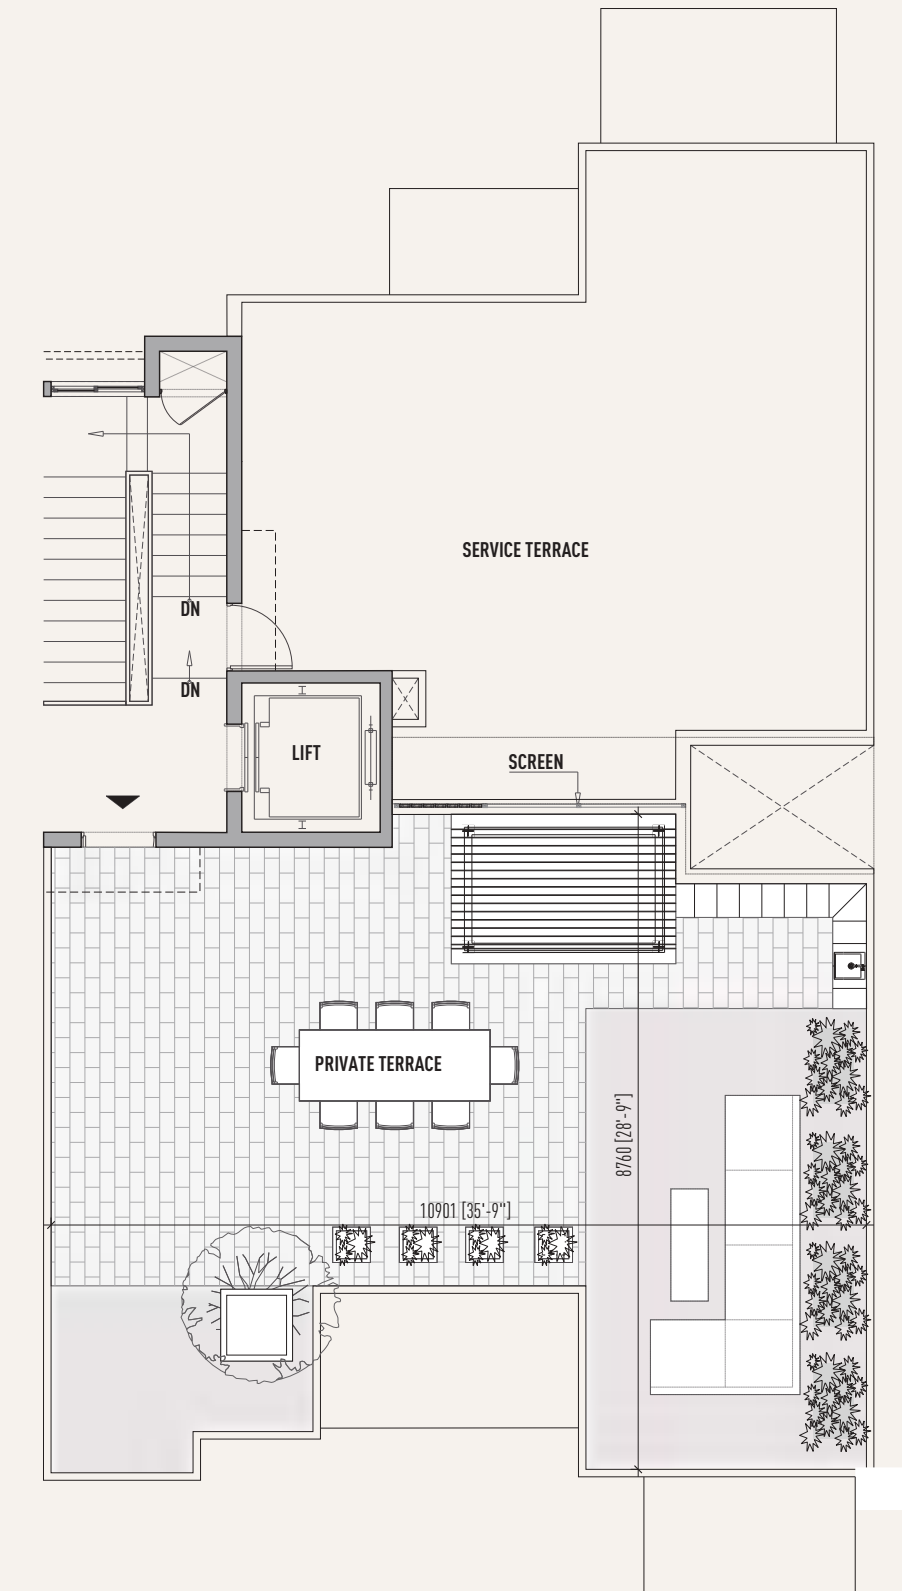 SERVICE TERRACE
DN
DN
LIFT
SCREEN
PRIVATE TERRACE
8760 [28'-9"]
10901 [35'-9"]